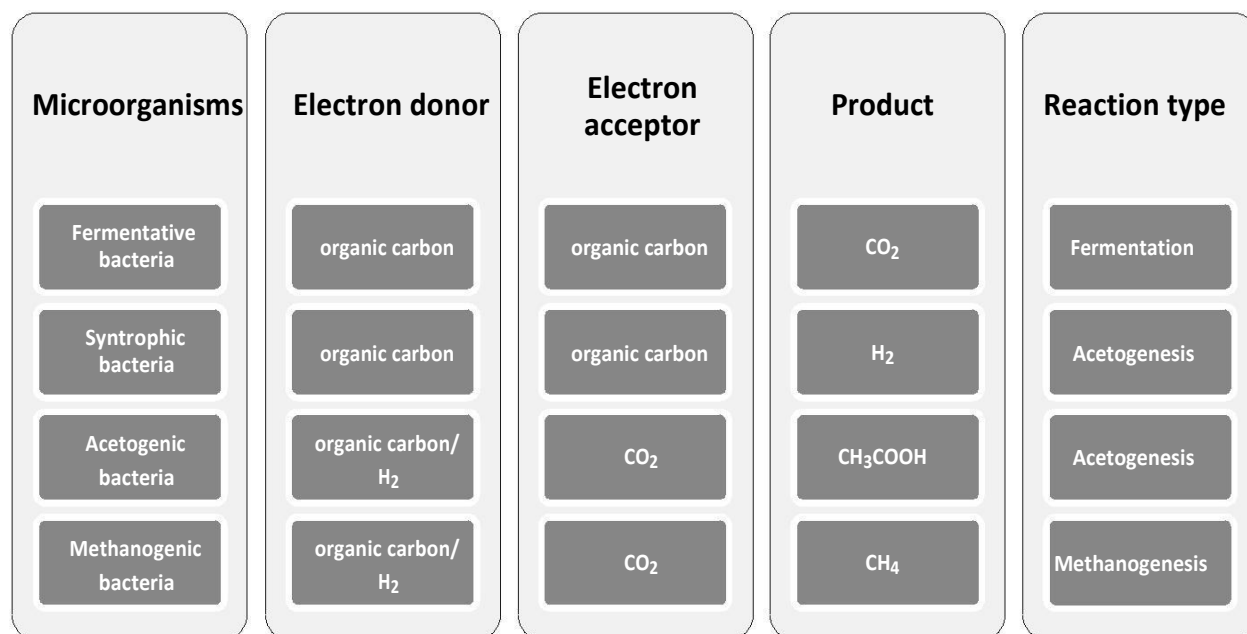 Microorganisms
Electron donor
Electron
acceptor
Product
Reaction type
Fermentative
bacteria
organic carbon
organic carbon
CO2
Fermentation
Syntrophic
bacteria
organic carbon
organic carbon
H2
Acetogenesis
Acetogenic
bacteria
organic carbon/
H2
CO2
CH3COOH
Acetogenesis
Methanogenic
bacteria
organic carbon/
H2
CO2
CH4
Methanogenesis